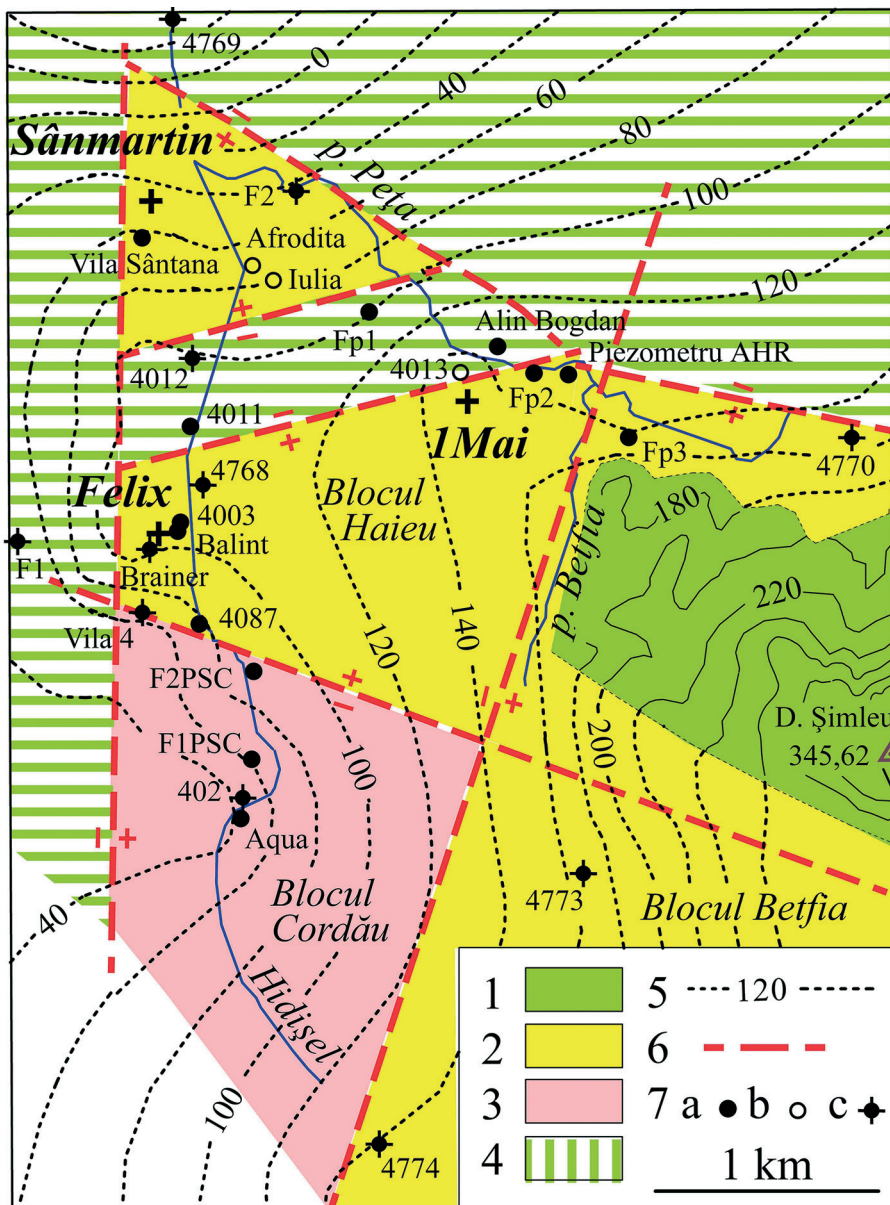 4769
0
40
60
80
100
120
Sânmartin
p. Peţa
F2
Afrodita
Vila Sântana
Iulia
Fp1
Alin Bogdan
4012
4013
Piezometru AHR
Fp2
4011
1Mai
Fp3
4770
4768
Felix
Blocul
Haieu
180
4003
Balint
F1
Brainer
p. Betfia
220
140
Vila 4
4087
120
F2PSC
D. Şimleu
345,62
F1PSC
100
200
402
Aqua
4773
40
Blocul
Cordău
Blocul Betfia
Hidişel
100
4774
1
5
120
2
6
3
7 a b c
4
1 km